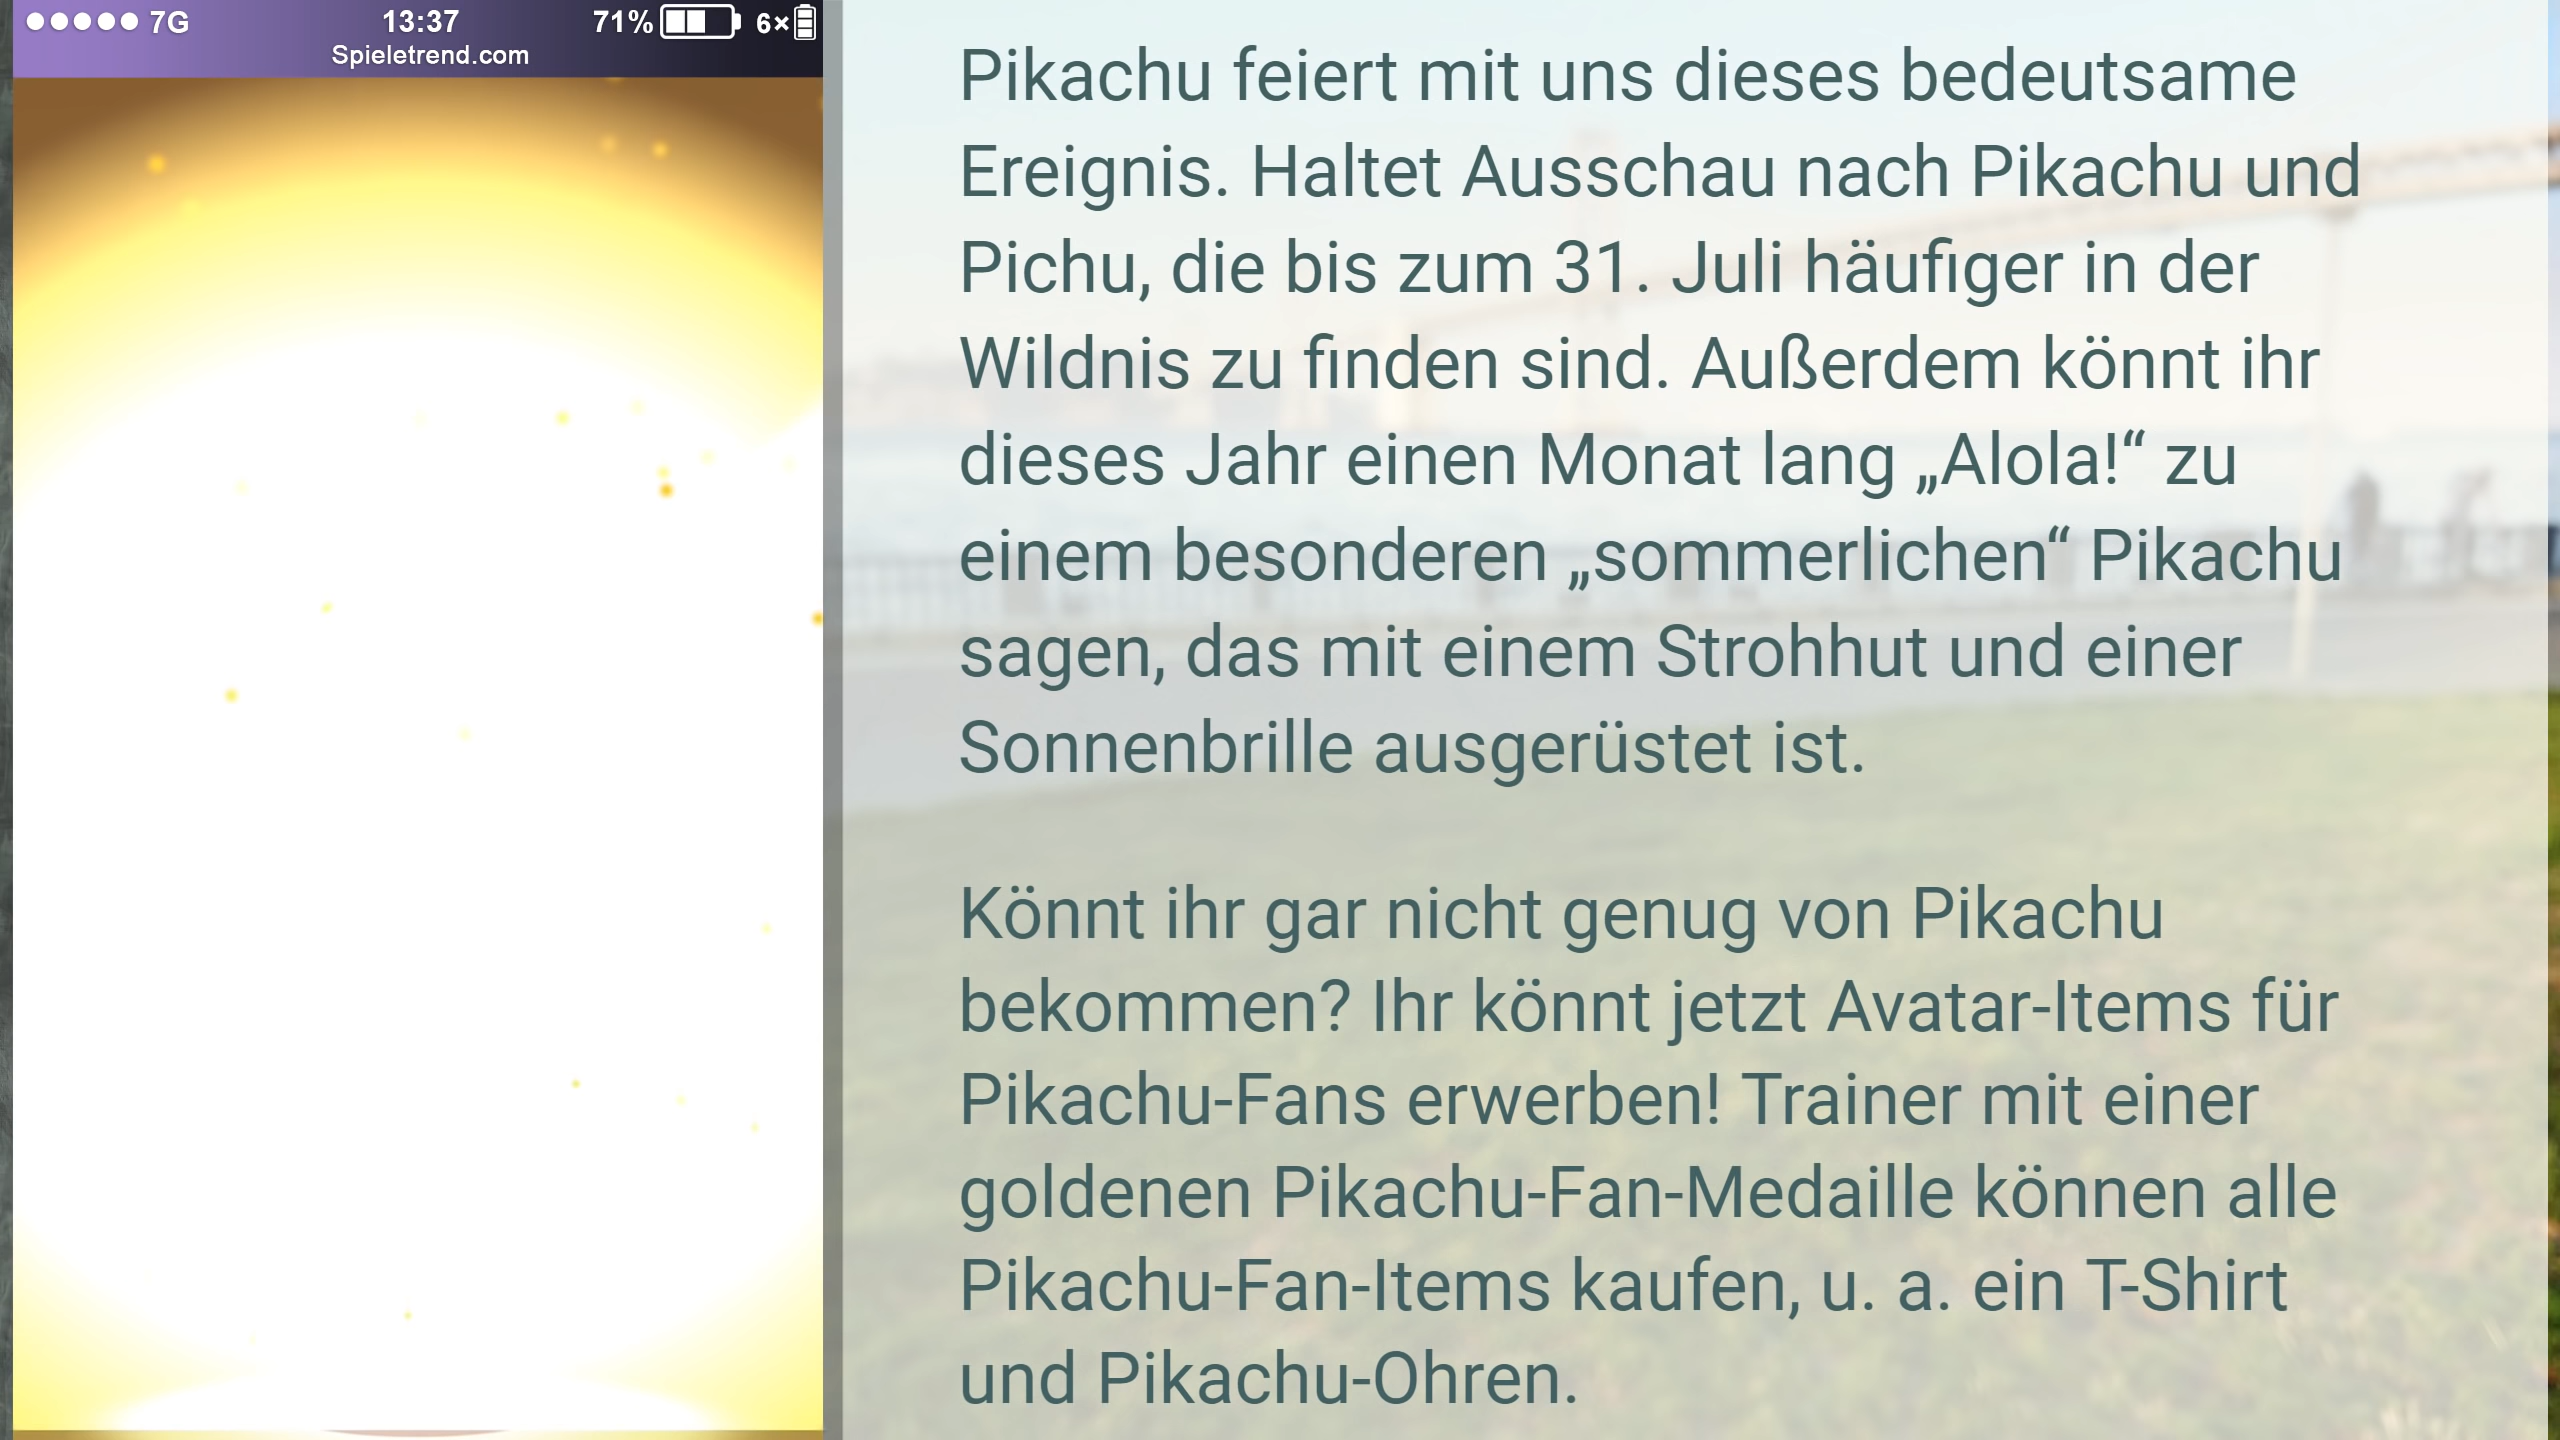 ●●●●● 7G 13:37 71% 6×
Spieletrend.com
Pikachu feiert mit uns dieses bedeutsame
Ereignis. Haltet Ausschau nach Pikachu und
Pichu, die bis zum 31. Juli häufiger in der
Wildnis zu finden sind. Außerdem könnt ihr
dieses Jahr einen Monat lang „Alola!“ zu
einem besonderen „sommerlichen“ Pikachu
sagen, das mit einem Strohhut und einer
Sonnenbrille ausgerüstet ist.
Könnt ihr gar nicht genug von Pikachu
bekommen? Ihr könnt jetzt Avatar-Items für
Pikachu-Fans erwerben! Trainer mit einer
goldenen Pikachu-Fan-Medaille können alle
Pikachu-Fan-Items kaufen, u. a. ein T-Shirt
und Pikachu-Ohren.